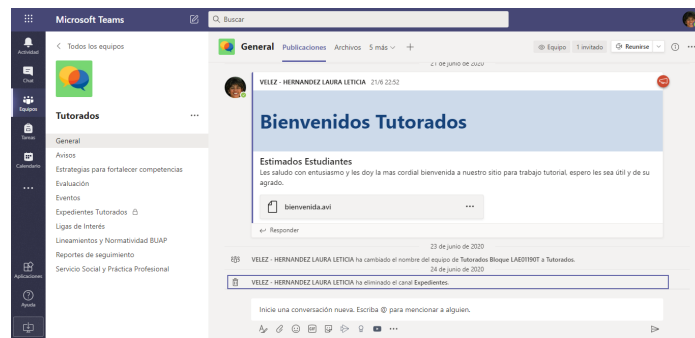 Microsoft Teams
Buscar
Actividad
Chat
Equipos
Tareas
Calendario
Aplicaciones
Ayuda
Todos los equipos
Tutorados
General
Avisos
Estrategias para fortalecer competencias
Evaluación
Eventos
Expedientes Tutorados
Ligas de Interés
Lineamientos y Normatividad BUAP
Reportes de seguimiento
Servicio Social y Práctica Profesional
General Publicaciones Archivos 5 más +
Equipo 1 invitado Reunirse
21 de junio de 2020
VELEZ - HERNANDEZ LAURA LETICIA 21/6 22:52
Bienvenidos Tutorados
Estimados Estudiantes
Les saludo con entusiasmo y les doy la mas cordial bienvenida a nuestro sitio para trabajo tutorial, espero les sea útil y de su
agrado.
bienvenida.avi
Responder
23 de junio de 2020
VELEZ - HERNANDEZ LAURA LETICIA ha cambiado el nombre del equipo de Tutorados Bloque LAE01190T a Tutorados.
24 de junio de 2020
VELEZ - HERNANDEZ LAURA LETICIA ha eliminado el canal Expedientes.
Inicie una conversación nueva. Escriba @ para mencionar a alguien.
GIF